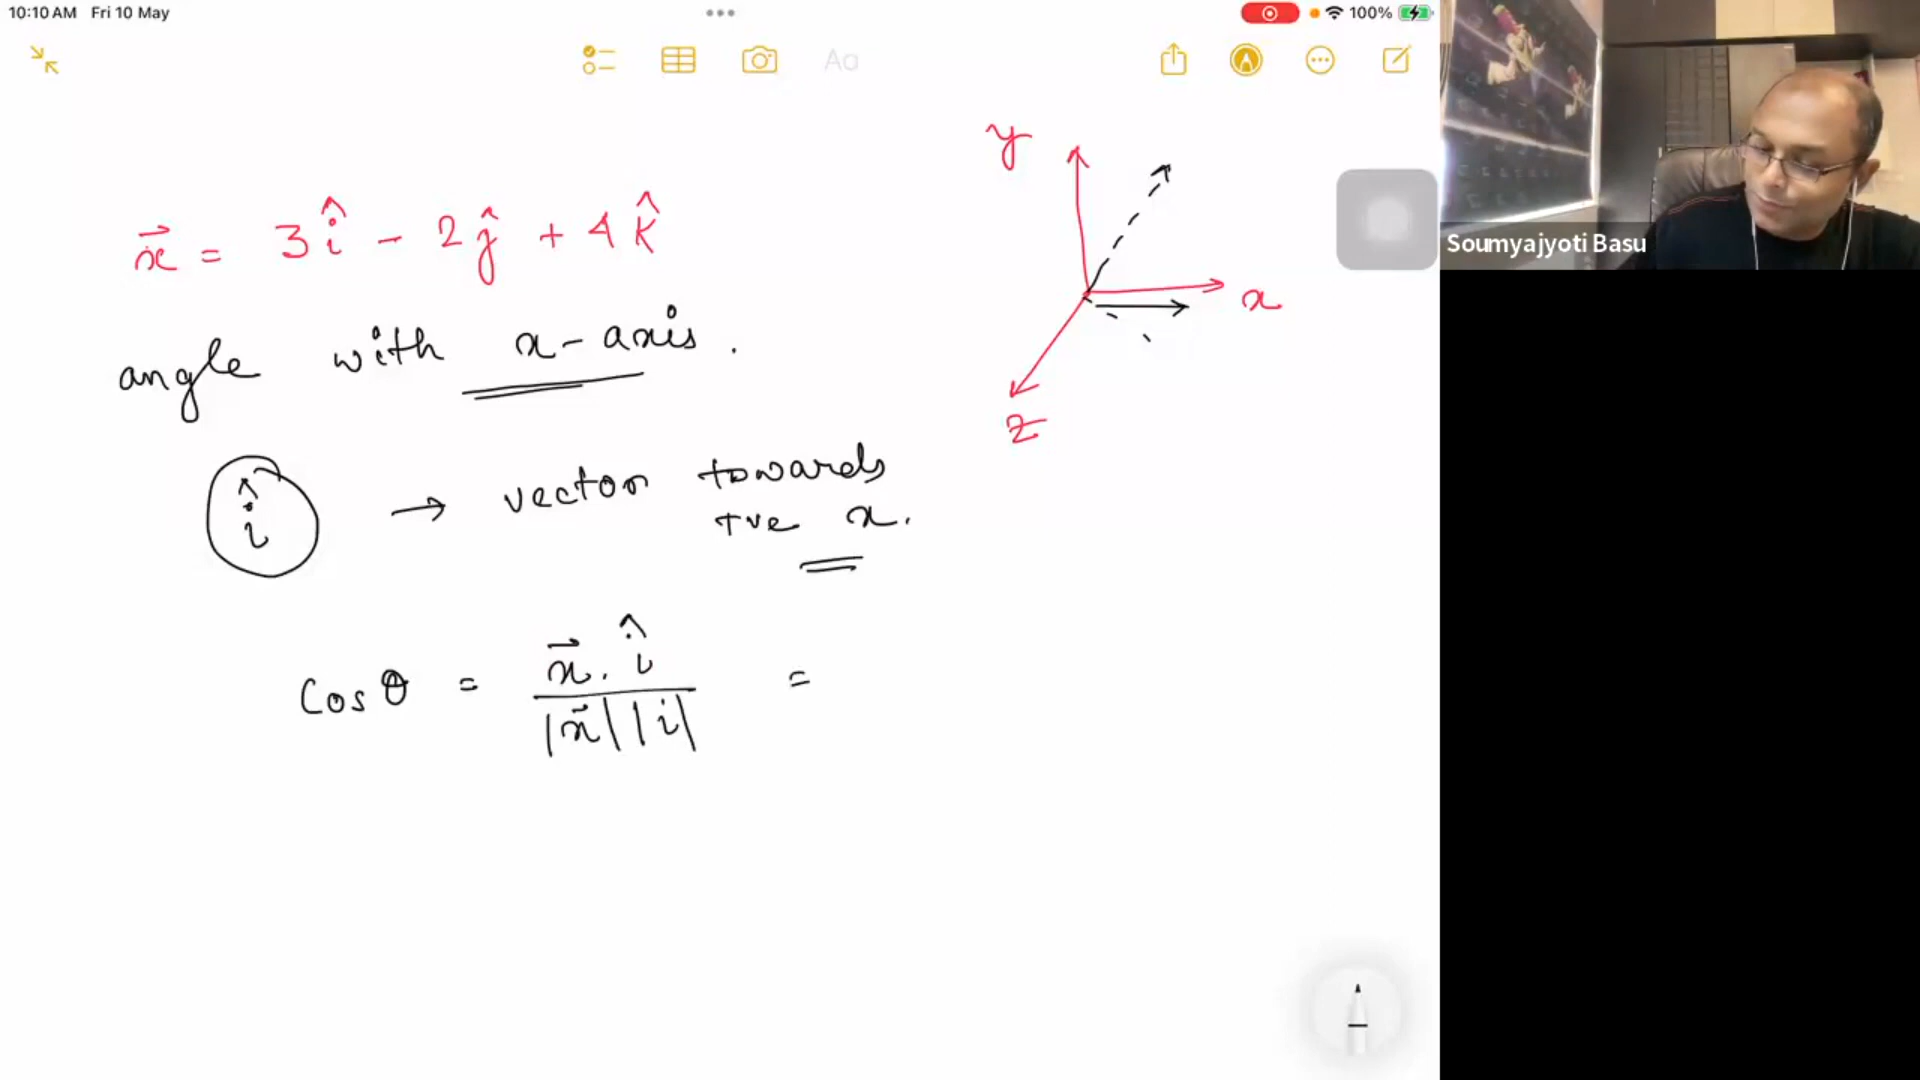 10:10 AM Fri 10 May
100%
Aa
y
x⃗ = 3î - 2ĵ + 4k̂
x
angle with x-axis.
z
î → vector towards
+ve x.
Cosθ = x⃗.î / |x⃗||i| =
Soumyajyoti Basu